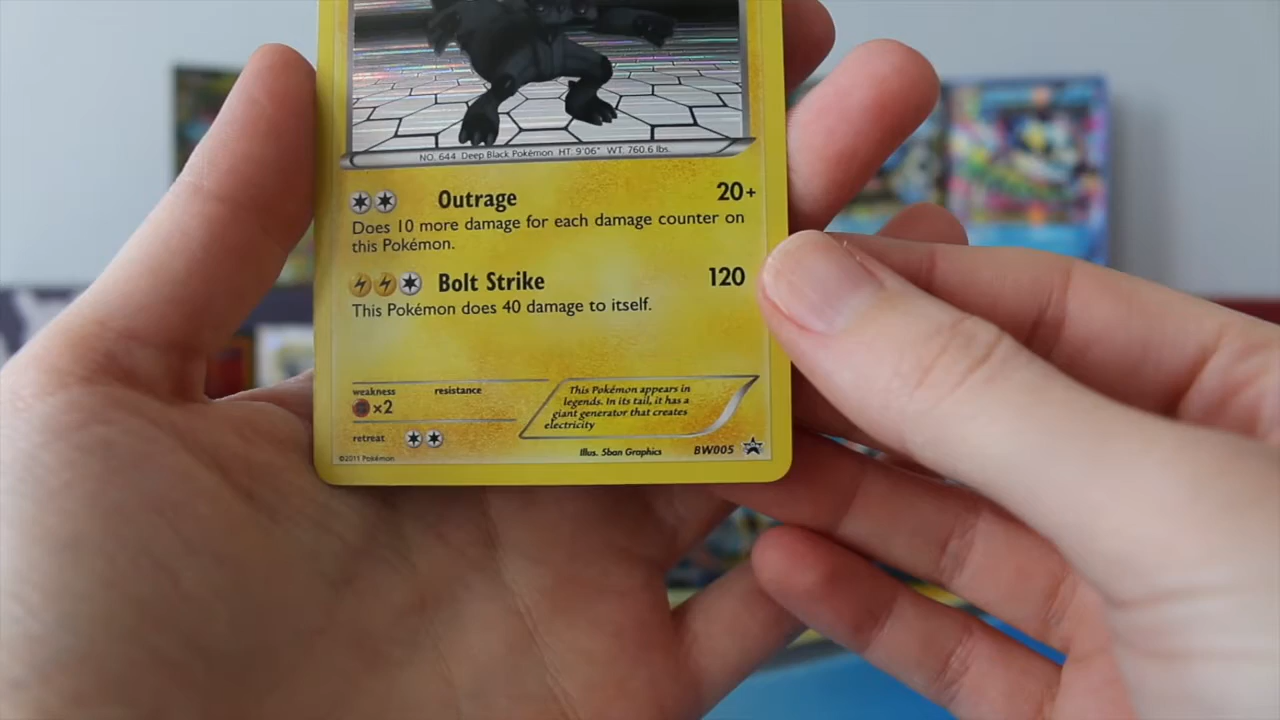 NO. 644 Deep Black Pokémon HT: 9'06" WT: 760.6 lbs.
Outrage 20+
Does 10 more damage for each damage counter on
this Pokémon.
Bolt Strike 120
This Pokémon does 40 damage to itself.
weakness resistance
×2
retreat
This Pokémon appears in
legends. In its tail, it has a
giant generator that creates
electricity
Illus. 5ban Graphics BW005
©2011 Pokémon